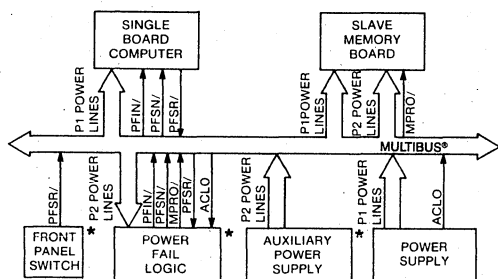 SINGLE
BOARD
COMPUTER
SLAVE
MEMORY
BOARD
P1 POWER
LINES
PFIN/
PFSN/
PFSR/
P1POWER
LINES
P2 POWER
LINES
MPRO/
MULTIBUS®
PFSR/
P2 POWER
LINES
PFIN/
PFSN/
MPRO/
PFSR/
ACLO
P2 POWER
LINES
P1 POWER
LINES
ACLO
FRONT
PANEL
SWITCH
*
POWER
FAIL
LOGIC
*
AUXILIARY
POWER
SUPPLY
*
POWER
SUPPLY